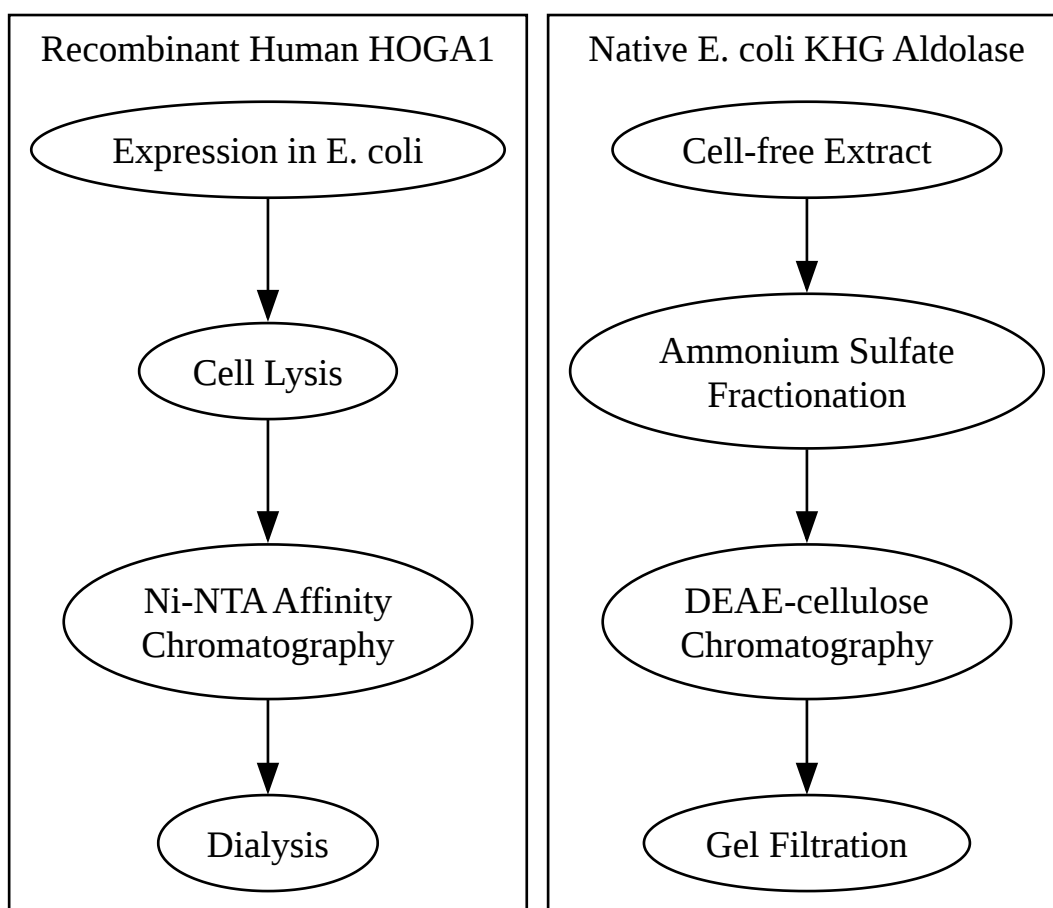 Recombinant Human HOGA1
Expression in E. coli
Cell Lysis
Ni-NTA Affinity
Chromatography
Dialysis
Native E. coli KHG Aldolase
Cell-free Extract
Ammonium Sulfate
Fractionation
DEAE-cellulose
Chromatography
Gel Filtration